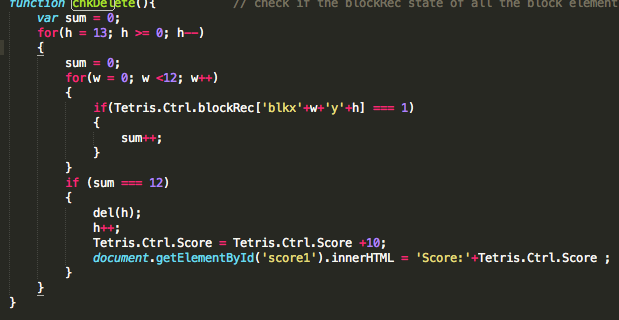 function chkDelete(){ // check if the blockRec state of all the block element
var sum = 0;
for(h = 13; h >= 0; h--)
{
sum = 0;
for(w = 0; w <12; w++)
{
if(Tetris.Ctrl.blockRec['blkx'+w+'y'+h] === 1)
{
sum++;
}
}
if (sum === 12)
{
del(h);
h++;
Tetris.Ctrl.Score = Tetris.Ctrl.Score +10;
document.getElementById('score1').innerHTML = 'Score:'+Tetris.Ctrl.Score ;
}
}
}